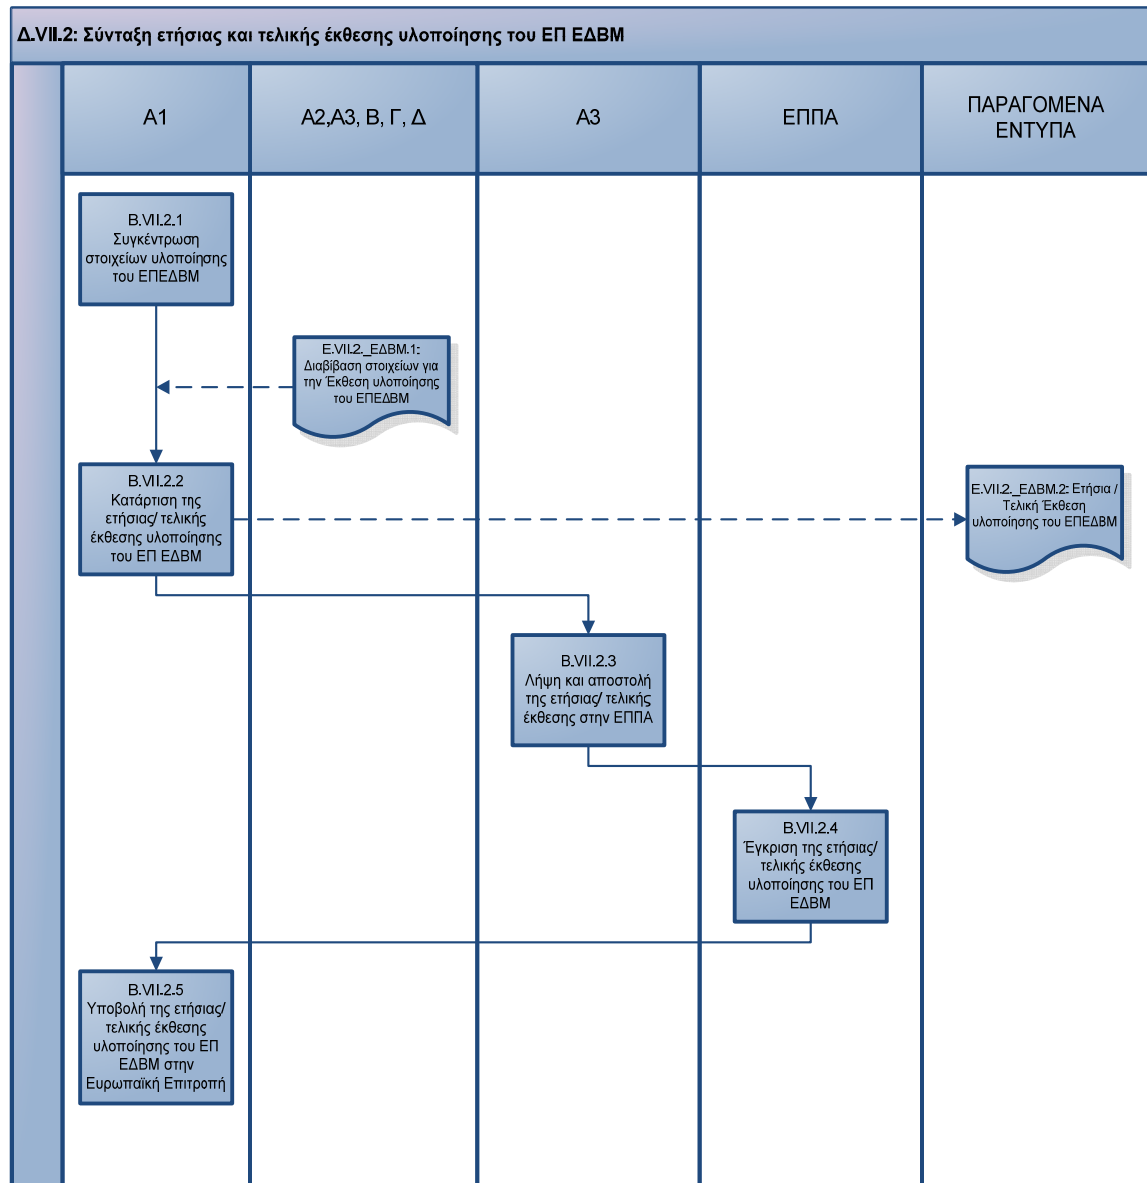 Δ.VII.2: Σύνταξη ετήσιας και τελικής έκθεσης υλοποίησης του ΕΠ ΕΔΒΜ
Α1
Α2,Α3, Β, Γ, Δ
Α3
ΕΠΠΑ
ΠΑΡΑΓΟΜΕΝΑ
ΕΝΤΥΠΑ
Β.VII.2.1
Συγκέντρωση
στοιχείων υλοποίησης
του ΕΠΕΔΒΜ
Ε.VII.2._ΕΔΒΜ.1:
Διαβίβαση στοιχείων για
την Έκθεση υλοποίησης
του ΕΠΕΔΒΜ
Β.VII.2.2
Κατάρτιση της
ετήσιας/ τελικής
έκθεσης υλοποίησης
του ΕΠ ΕΔΒΜ
Ε.VII.2._ΕΔΒΜ.2: Ετήσια /
Τελική Έκθεση
υλοποίησης του ΕΠΕΔΒΜ
Β.VII.2.3
Λήψη και αποστολή
της ετήσιας/ τελικής
έκθεσης στην ΕΠΠΑ
Β.VII.2.4
Έγκριση της ετήσιας/
τελικής έκθεσης
υλοποίησης του ΕΠ
ΕΔΒΜ
Β.VII.2.5
Υποβολή της ετήσιας/
τελικής έκθεσης
υλοποίησης του ΕΠ
ΕΔΒΜ στην
Ευρωπαϊκή Επιτροπή